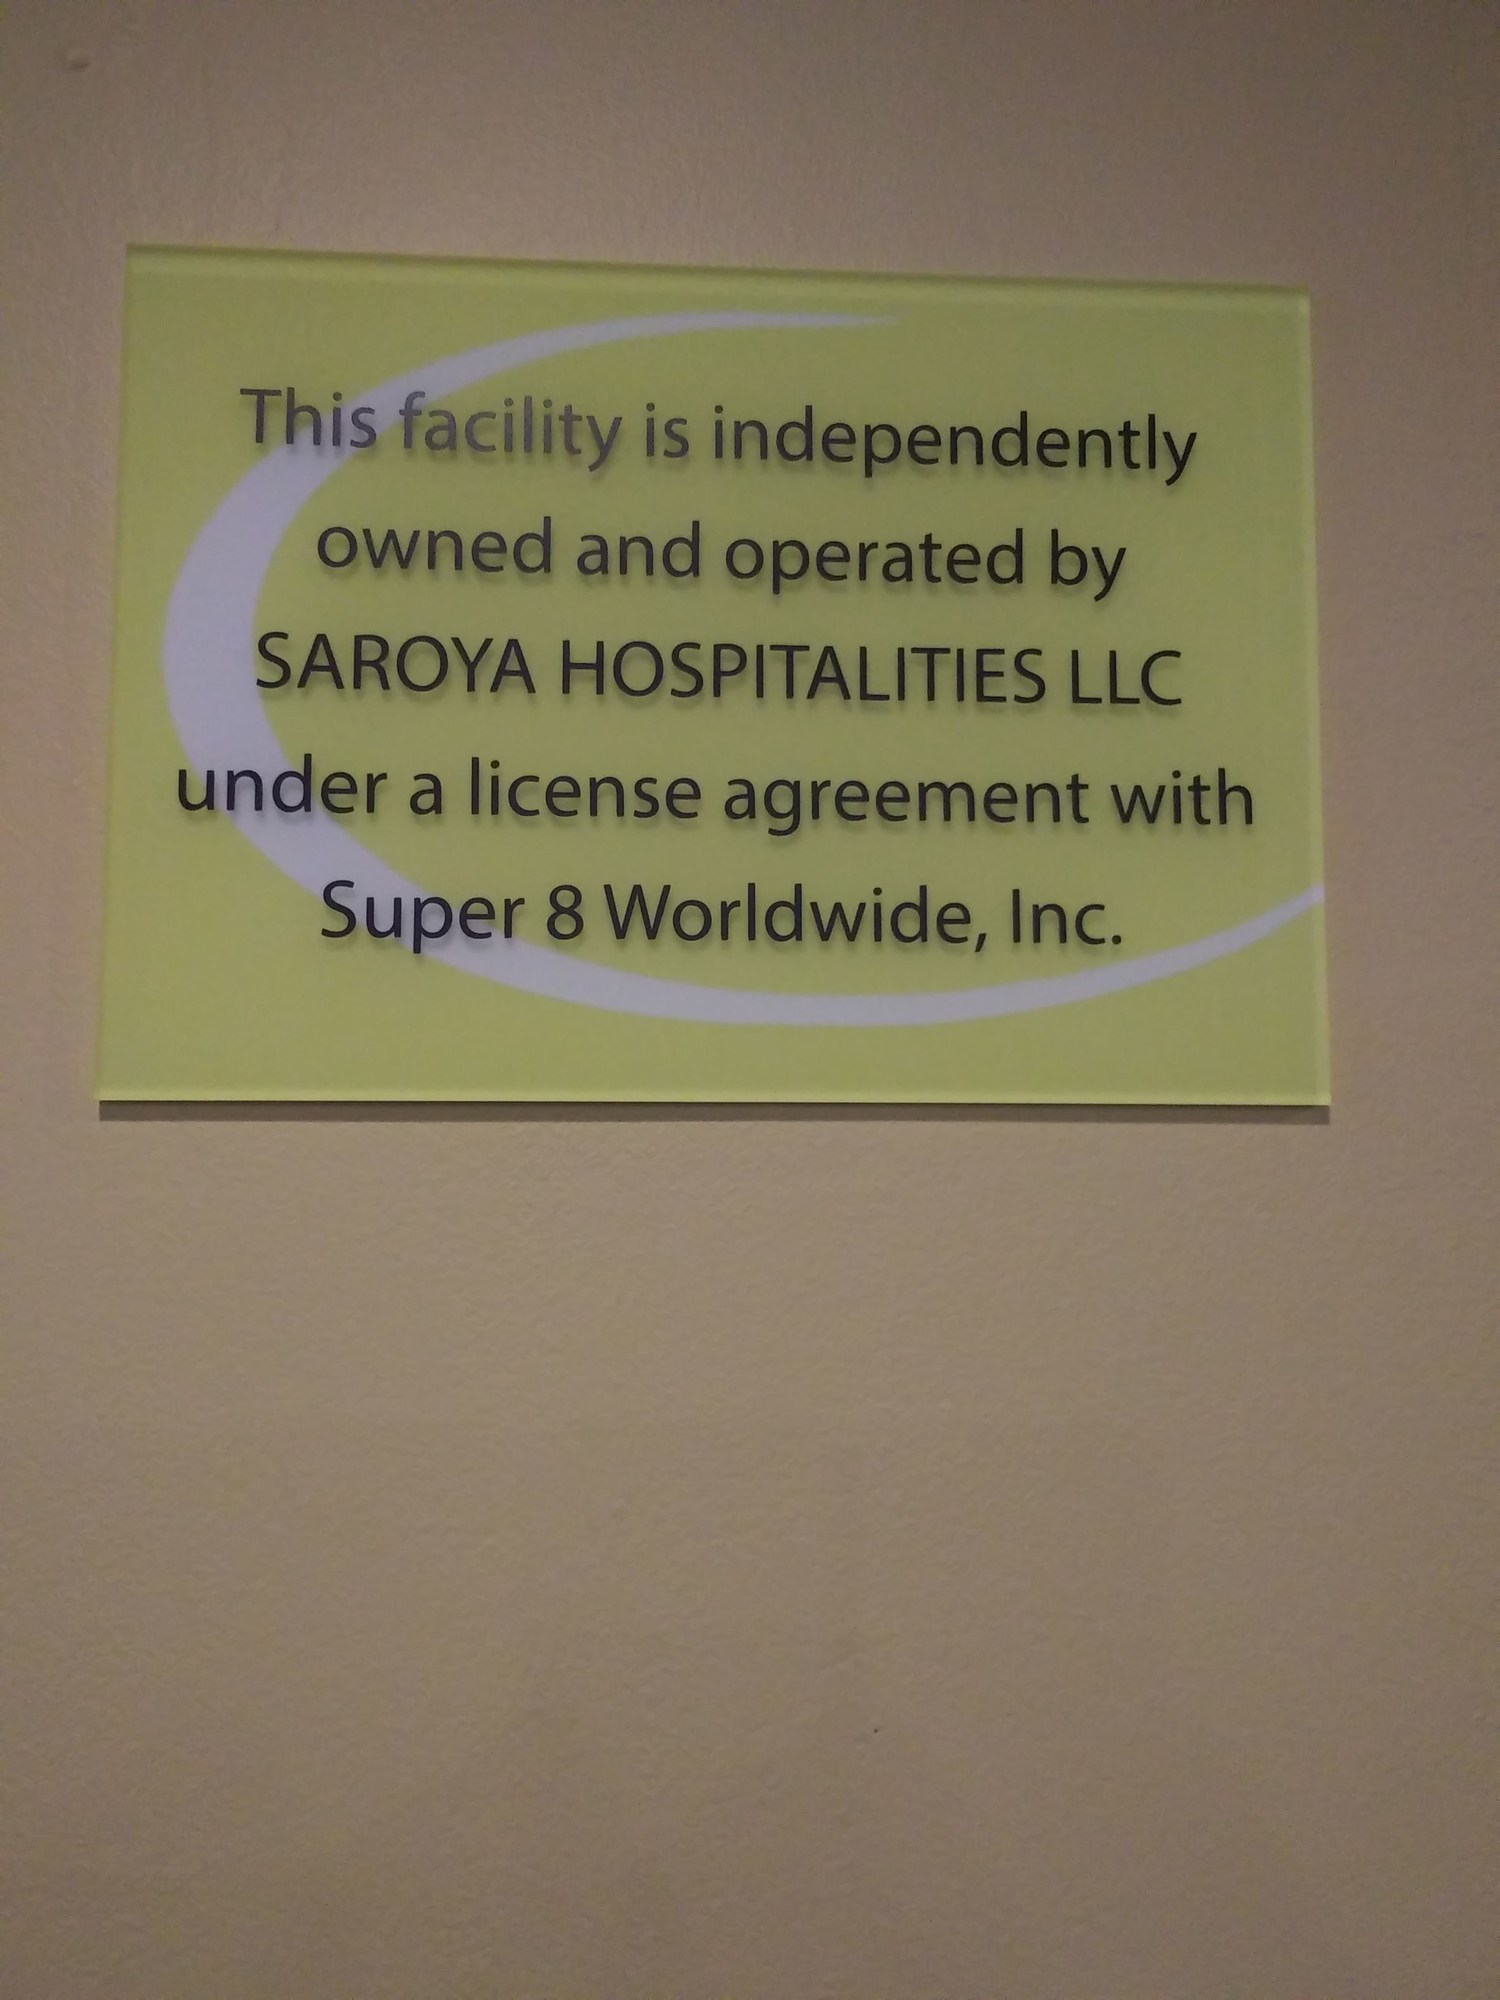 This facility is independently
owned and operated by
SAROYA HOSPITALITIES LLC
under a license agreement with
Super 8 Worldwide, Inc.